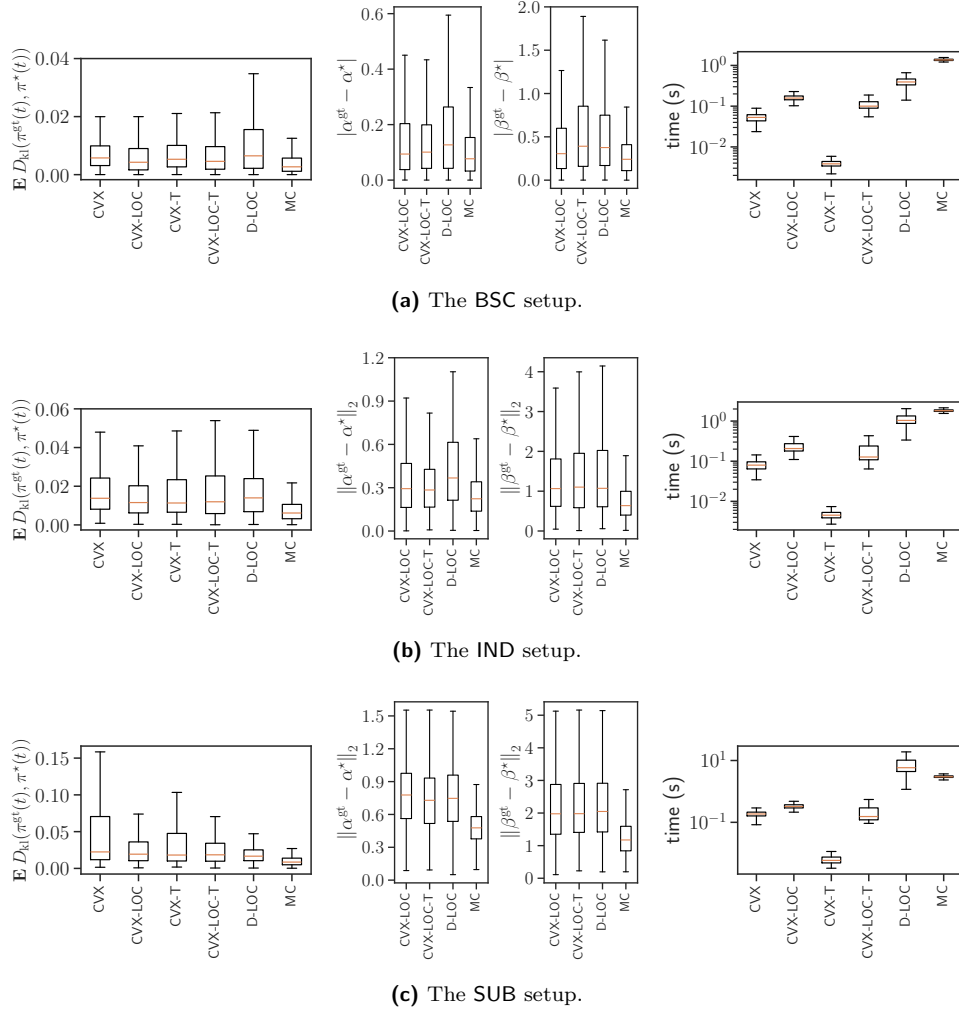 0.04
0.02
0.00
E D_kl(π^gt(t), π*(t))
CVX
CVX-LOC
CVX-T
CVX-LOC-T
D-LOC
MC
0.6
0.4
0.2
0.0
|α^gt − α*|
CVX-LOC
CVX-LOC-T
D-LOC
MC
2.0
1.5
1.0
0.5
0.0
|β^gt − β*|
CVX-LOC
CVX-LOC-T
D-LOC
MC
10^0
10^−1
10^−2
time (s)
CVX
CVX-LOC
CVX-T
CVX-LOC-T
D-LOC
MC
(a) The BSC setup.
0.06
0.04
0.02
0.00
E D_kl(π^gt(t), π*(t))
CVX
CVX-LOC
CVX-T
CVX-LOC-T
D-LOC
MC
1.2
0.9
0.6
0.3
0.0
||α^gt − α*||_2
CVX-LOC
CVX-LOC-T
D-LOC
MC
4
3
2
1
0
||β^gt − β*||_2
CVX-LOC
CVX-LOC-T
D-LOC
MC
10^0
10^−1
10^−2
time (s)
CVX
CVX-LOC
CVX-T
CVX-LOC-T
D-LOC
MC
(b) The IND setup.
0.15
0.10
0.05
0.00
E D_kl(π^gt(t), π*(t))
CVX
CVX-LOC
CVX-T
CVX-LOC-T
D-LOC
MC
1.5
1.2
0.9
0.6
0.3
0.0
||α^gt − α*||_2
CVX-LOC
CVX-LOC-T
D-LOC
MC
5
4
3
2
1
0
||β^gt − β*||_2
CVX-LOC
CVX-LOC-T
D-LOC
MC
10^1
10^−1
time (s)
CVX
CVX-LOC
CVX-T
CVX-LOC-T
D-LOC
MC
(c) The SUB setup.